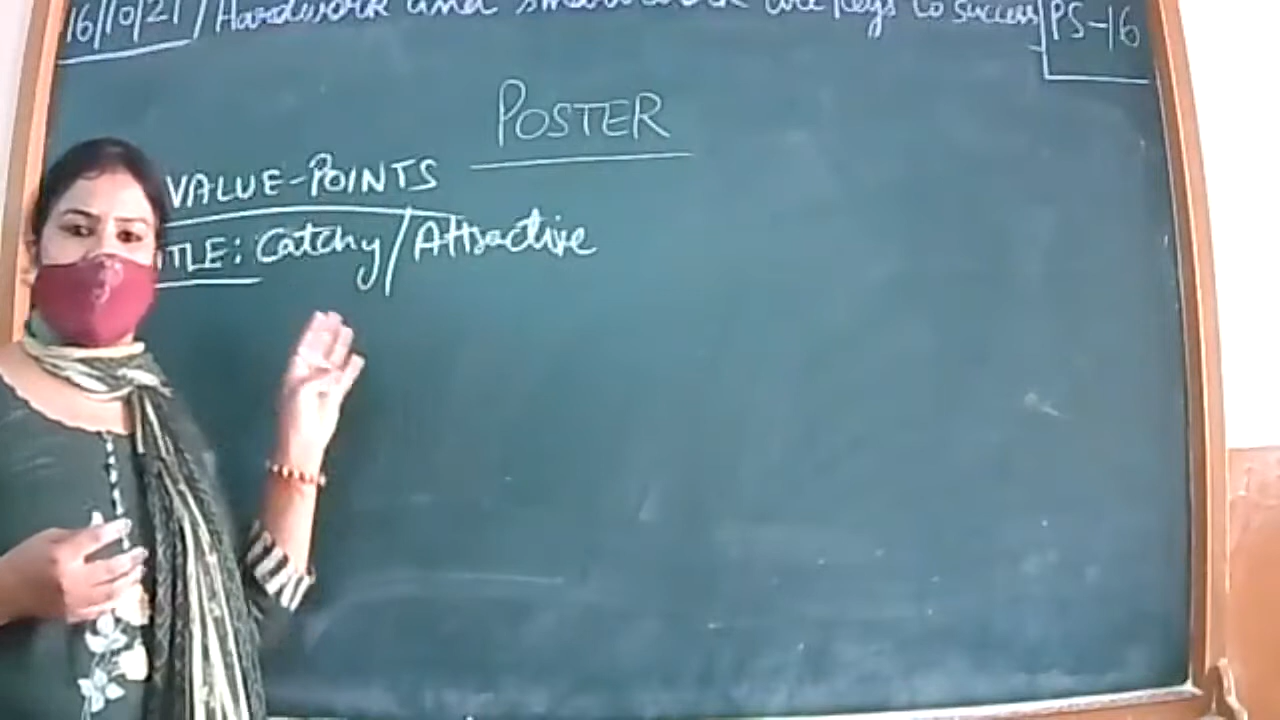 16/10/21 / Hardwork and smartwork are keys to success PS-16
POSTER
VALUE-POINTS
TLE: Catchy/Attractive